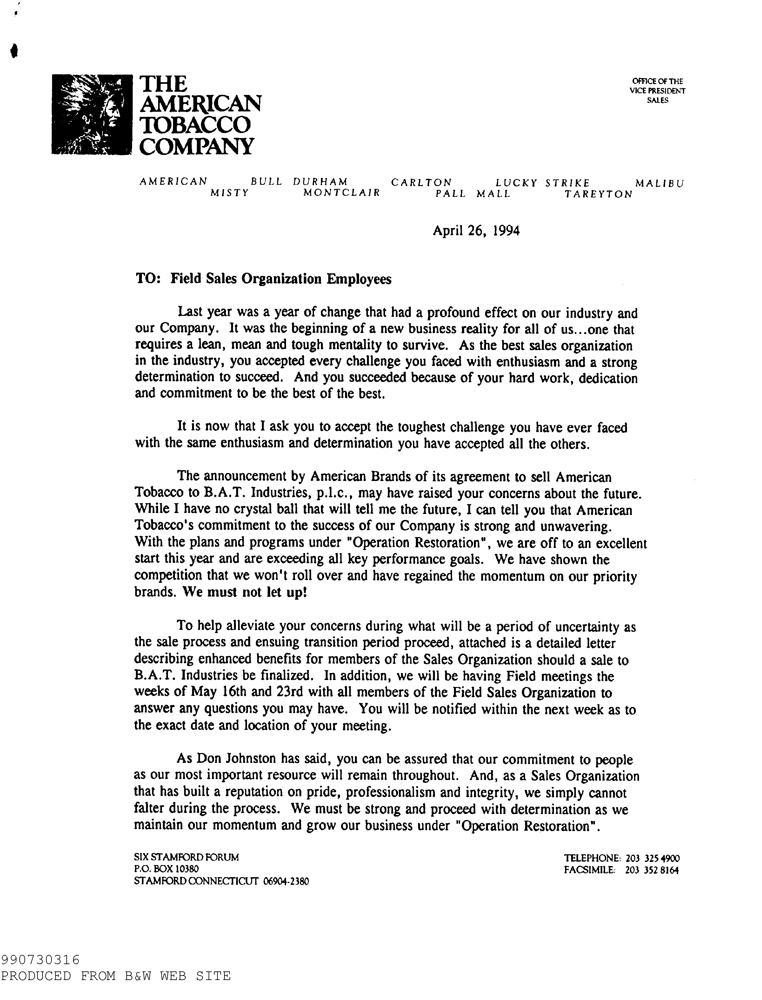 THE
AMERICAN
TOBACCO
COMPANY
OFFICE OF THE
VICE PRESIDENT
SALES
AMERICAN BULL DURHAM CARLTON LUCKY STRIKE MALIBU
MISTY MONTCLAIR PALL MALL TAREYTON
April 26, 1994
TO: Field Sales Organization Employees
Last year was a year of change that had a profound effect on our industry and
our Company. It was the beginning of a new business reality for all of us...one that
requires a lean, mean and tough mentality to survive. As the best sales organization
in the industry, you accepted every challenge you faced with enthusiasm and a strong
determination to succeed. And you succeeded because of your hard work, dedication
and commitment to be the best of the best.
It is now that I ask you to accept the toughest challenge you have ever faced
with the same enthusiasm and determination you have accepted all the others.
The announcement by American Brands of its agreement to sell American
Tobacco to B.A.T. Industries, p.l.c., may have raised your concerns about the future.
While I have no crystal ball that will tell me the future, I can tell you that American
Tobacco's commitment to the success of our Company is strong and unwavering.
With the plans and programs under "Operation Restoration", we are off to an excellent
start this year and are exceeding all key performance goals. We have shown the
competition that we won't roll over and have regained the momentum on our priority
brands. We must not let up!
To help alleviate your concerns during what will be a period of uncertainty as
the sale process and ensuing transition period proceed, attached is a detailed letter
describing enhanced benefits for members of the Sales Organization should a sale to
B.A.T. Industries be finalized. In addition, we will be having Field meetings the
weeks of May 16th and 23rd with all members of the Field Sales Organization to
answer any questions you may have. You will be notified within the next week as to
the exact date and location of your meeting.
As Don Johnston has said, you can be assured that our commitment to people
as our most important resource will remain throughout. And, as a Sales Organization
that has built a reputation on pride, professionalism and integrity, we simply cannot
falter during the process. We must be strong and proceed with determination as we
maintain our momentum and grow our business under "Operation Restoration".
SIX STAMFORD FORUM
P.O. BOX 10380
STAMFORD CONNECTICUT 06904-2380
TELEPHONE: 203 325 4900
FACSIMILE: 203 352 8164
990730316
PRODUCED FROM B&W WEB SITE